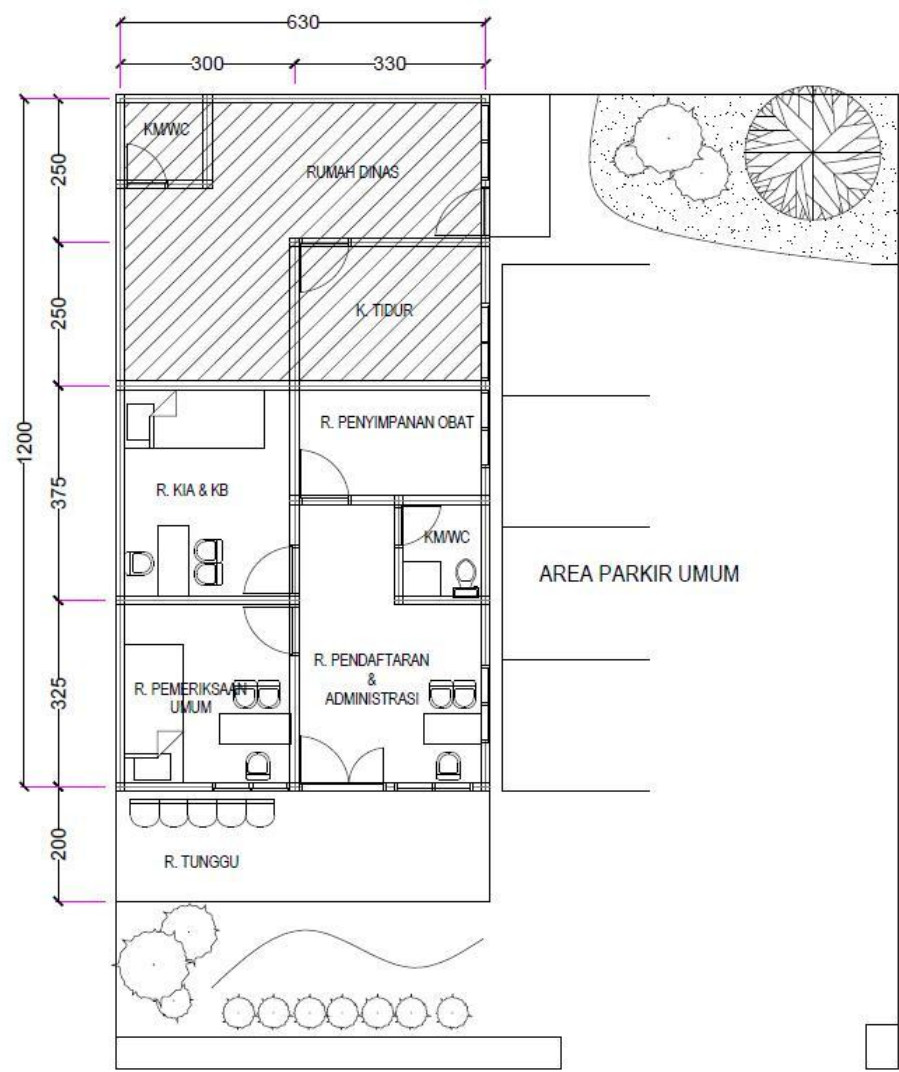 630
300
330
KM/WC
250
RUMAH DINAS
250
K. TIDUR
1200
R. PENYIMPANAN OBAT
375
R. KIA & KB
KM/WC
AREA PARKIR UMUM
325
R. PENDAFTARAN
&
ADMINISTRASI
R. PEMERIKSAAN
UMUM
200
R. TUNGGU